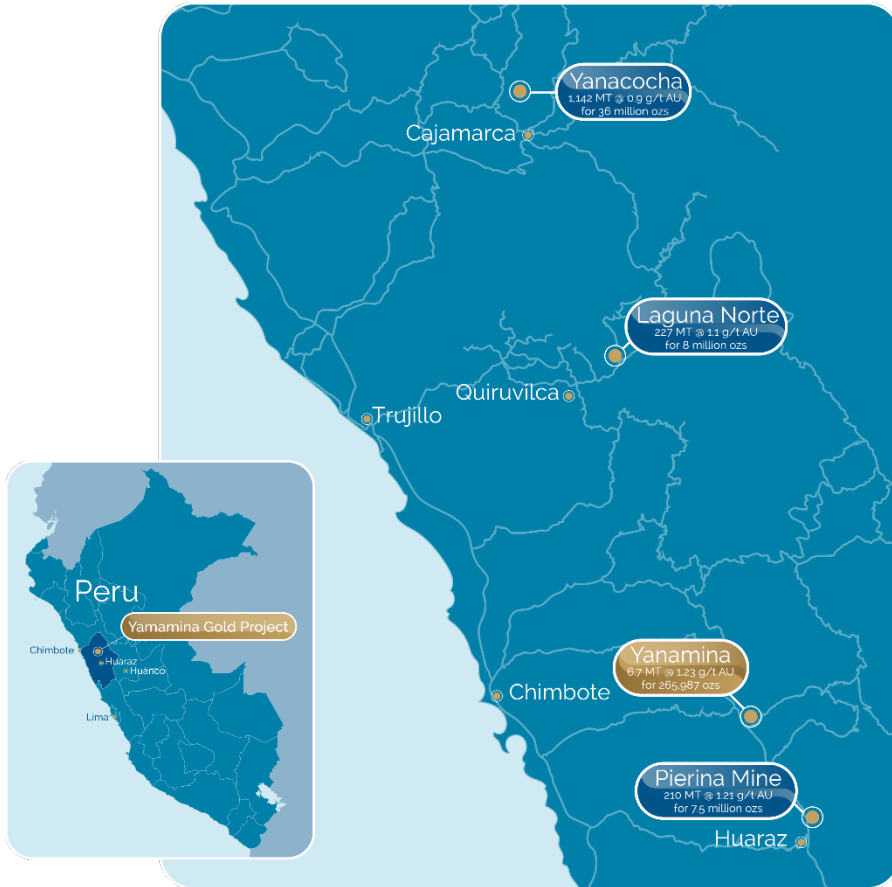 Yanacocha
1,142 MT @ 0.9 g/t AU
for 36 million ozs
Cajamarca
Laguna Norte
227 MT @ 1.1 g/t AU
for 8 million ozs
Quiruvilca
Trujillo
Peru
Yamamina Gold Project
Chimbote
Huaraz
Huánco
Lima
Yanamina
6.7 MT @ 1.23 g/t AU
for 265,987 ozs
Chimbote
Pierina Mine
210 MT @ 1.21 g/t AU
for 7.5 million ozs
Huaraz